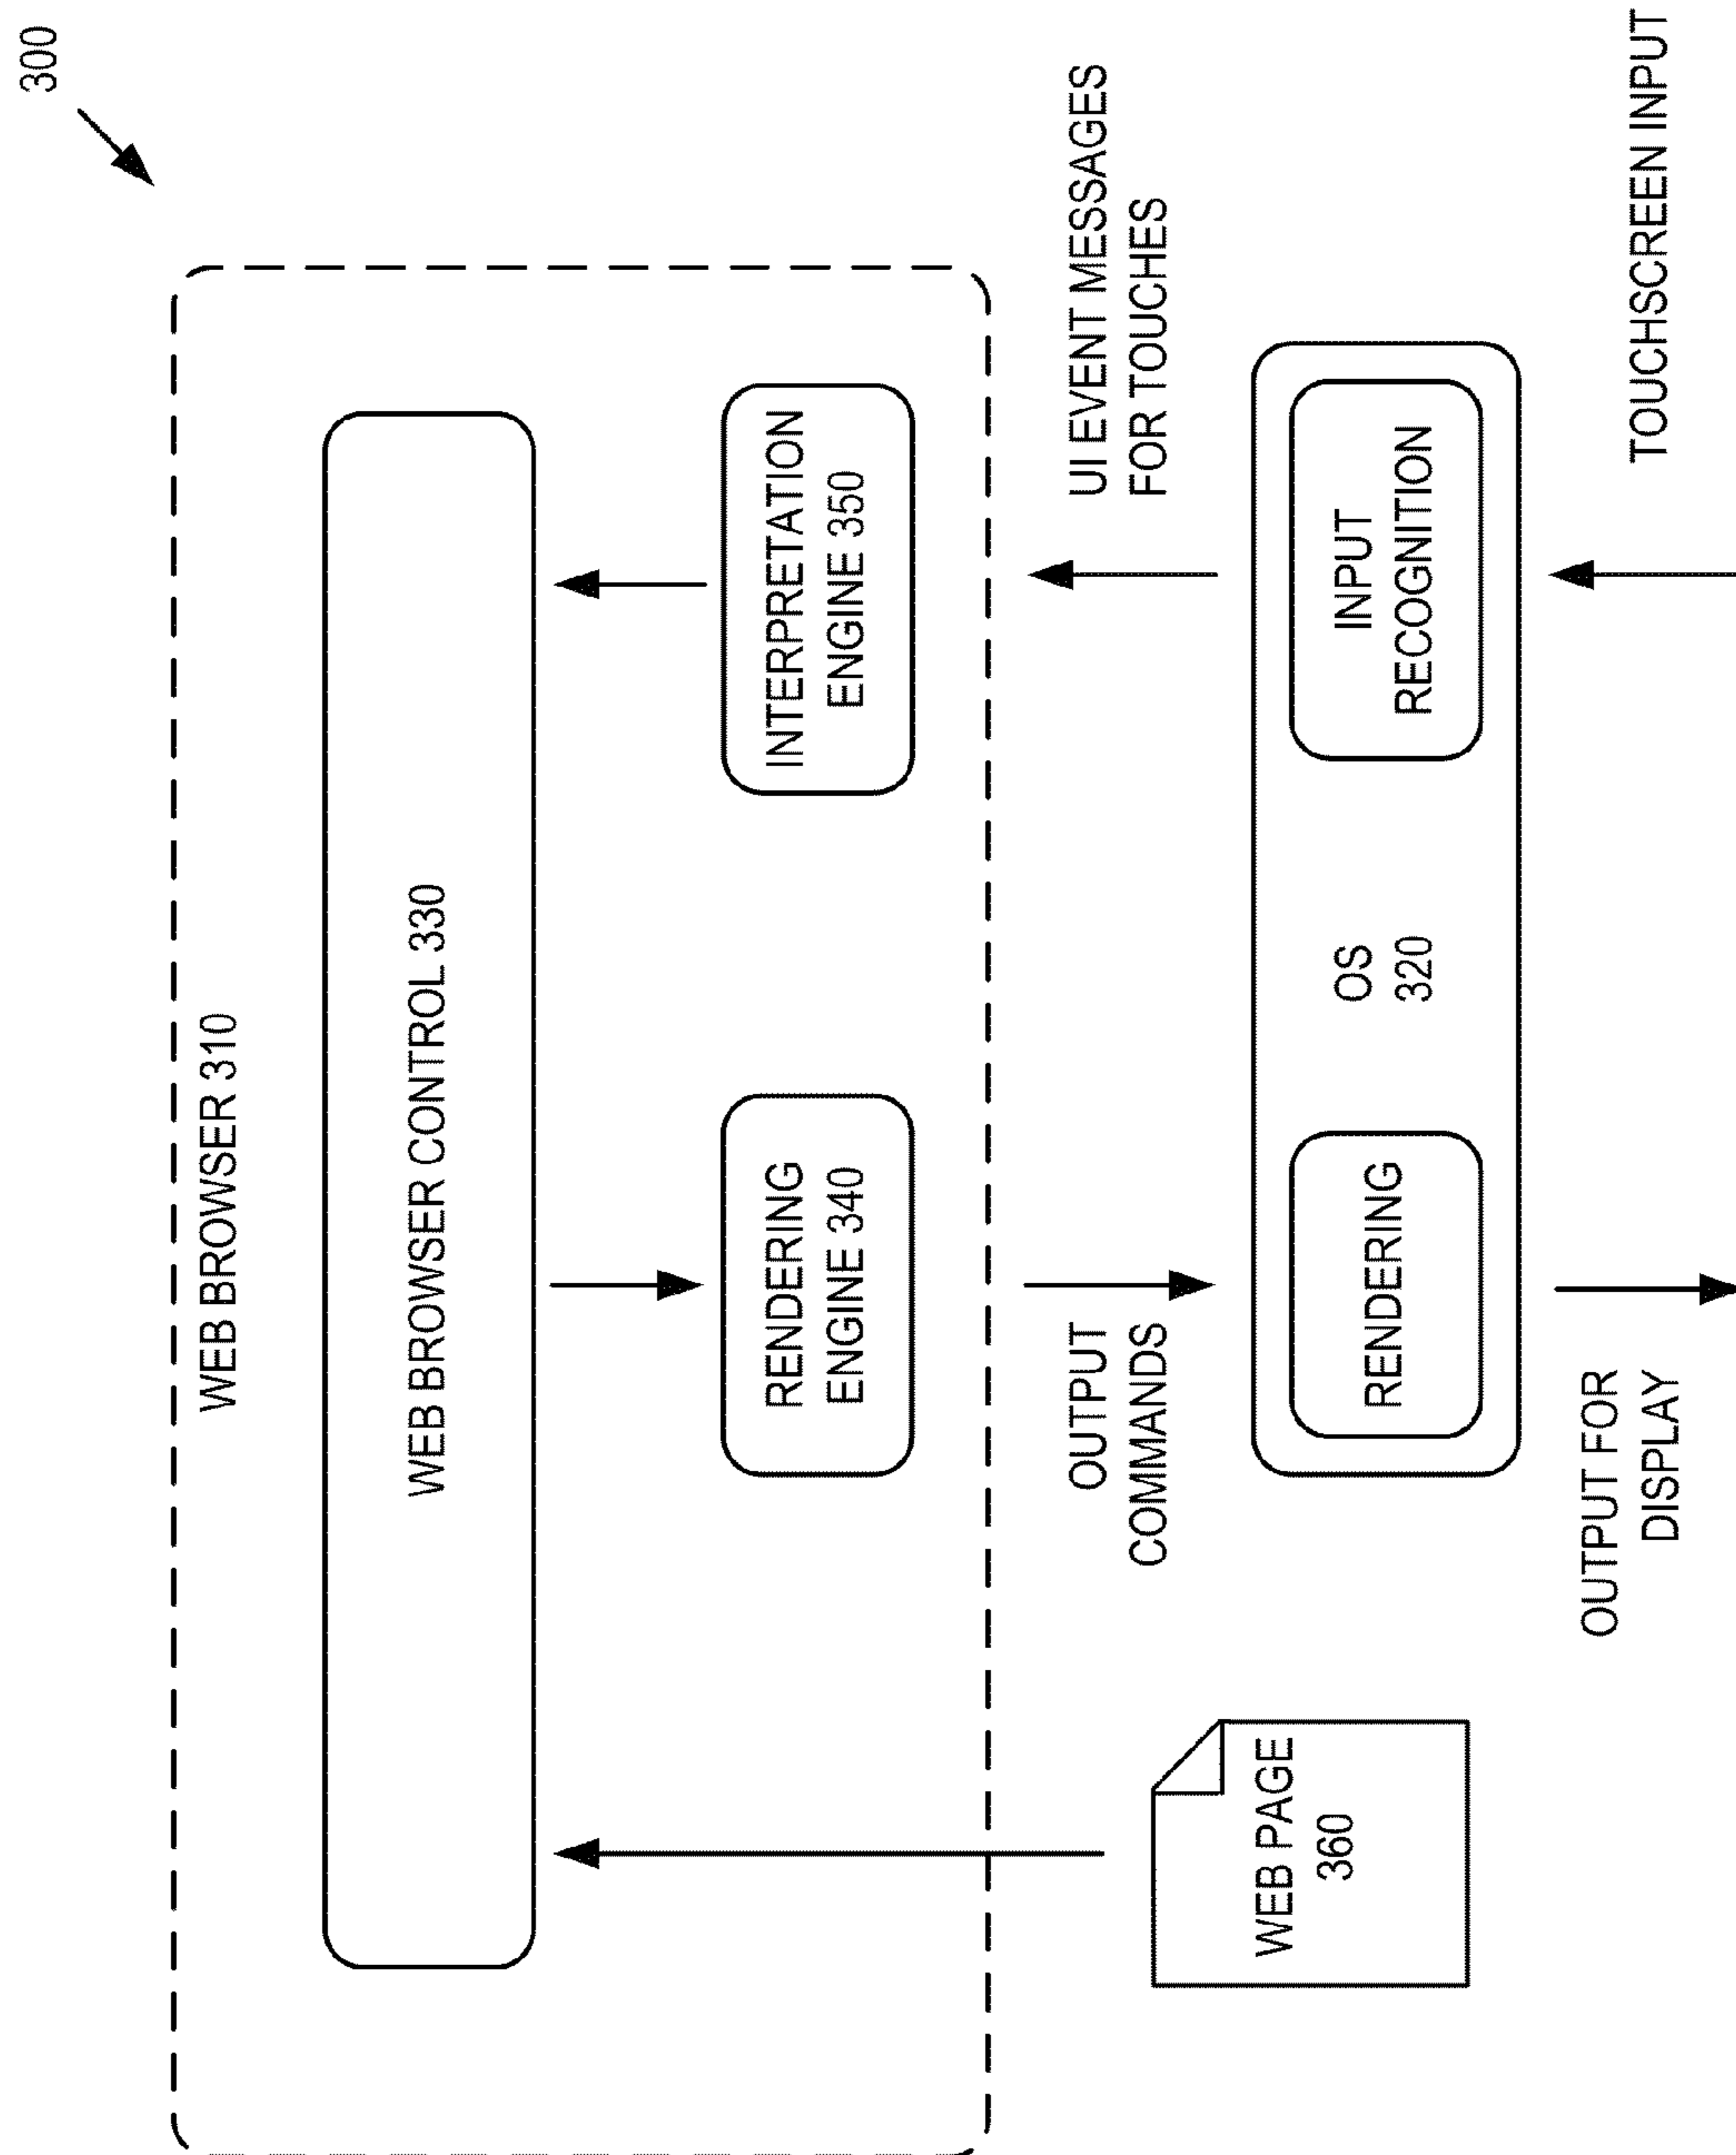 300
WEB BROWSER 310
WEB BROWSER CONTROL 330
RENDERING
ENGINE 340
INTERPRETATION
ENGINE 350
OUTPUT
COMMANDS
UI EVENT MESSAGES
FOR TOUCHES
WEB PAGE
360
RENDERING
OS
320
INPUT
RECOGNITION
OUTPUT FOR
DISPLAY
TOUCHSCREEN INPUT